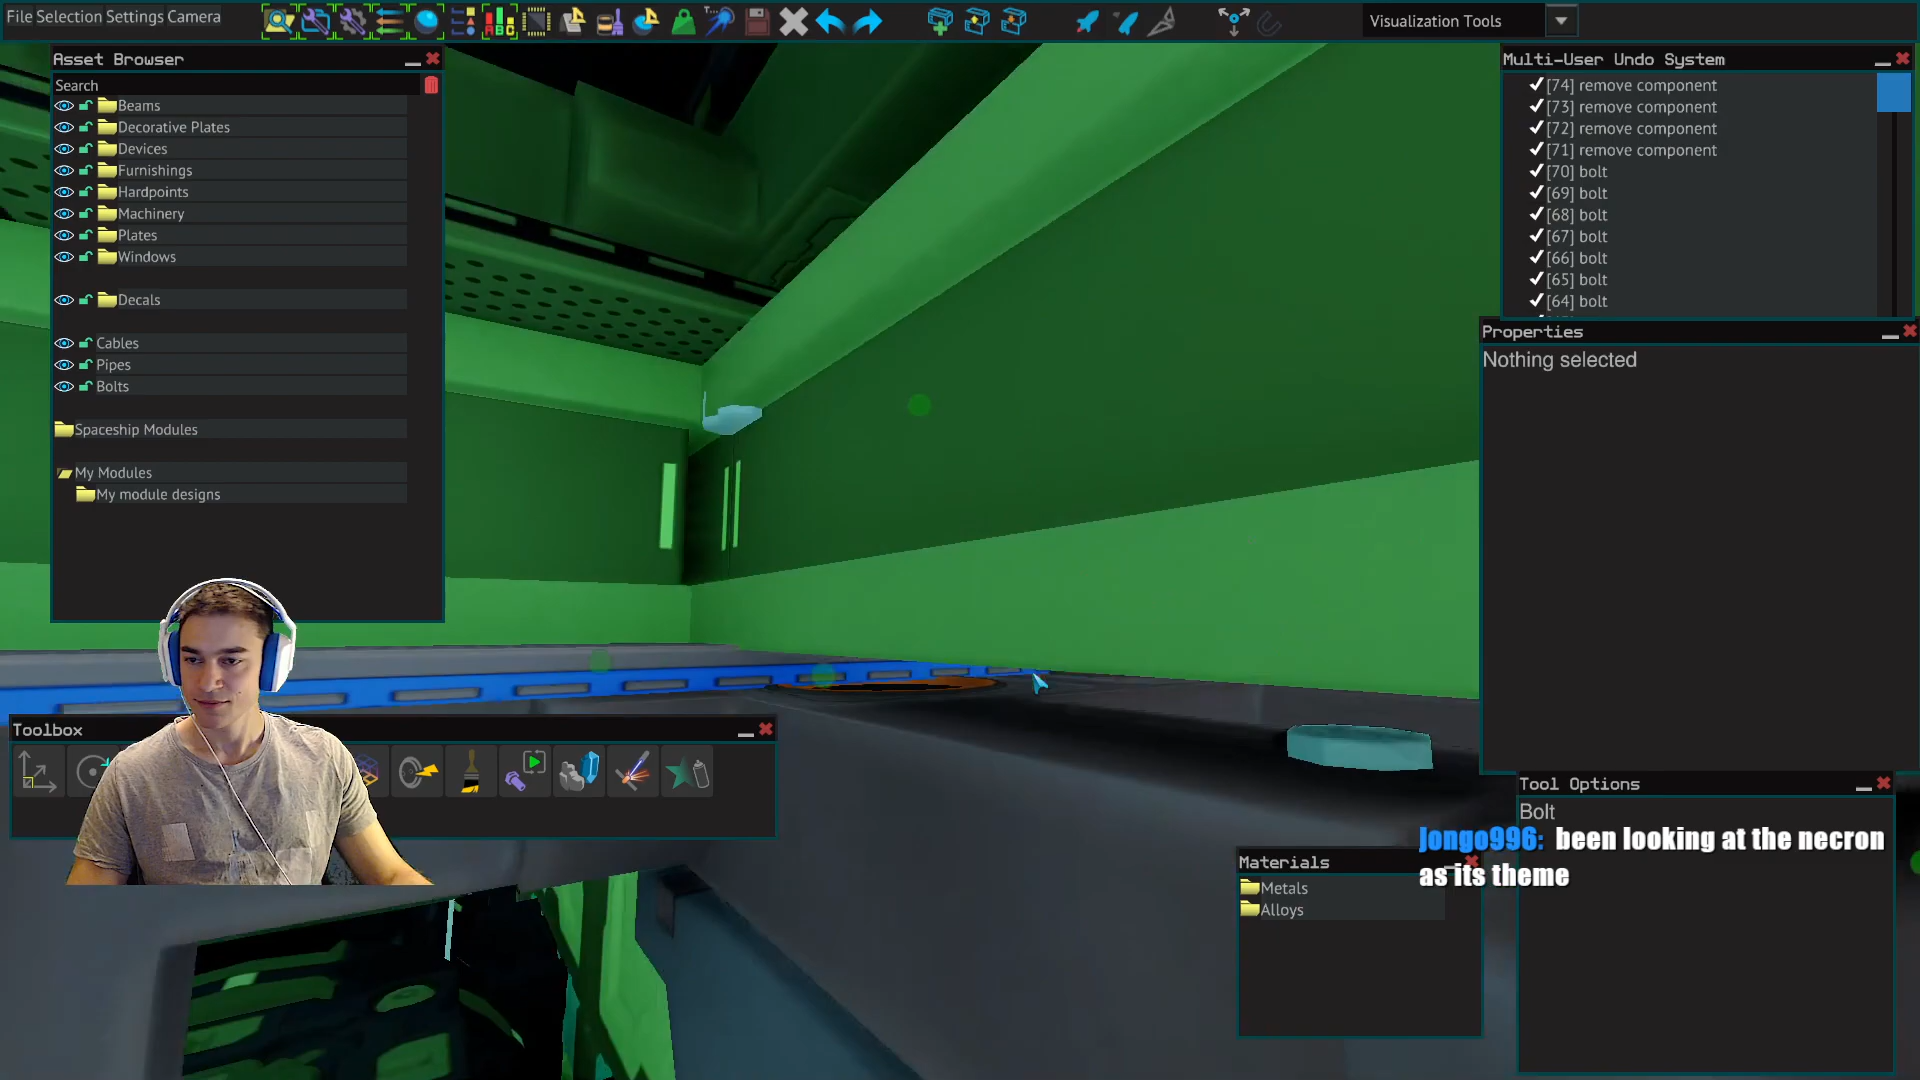 File Selection Settings Camera
Visualization Tools
Asset Browser
Search
Beams
Decorative Plates
Devices
Furnishings
Hardpoints
Machinery
Plates
Windows
Decals
Cables
Pipes
Bolts
Spaceship Modules
My Modules
My module designs
Multi-User Undo System
[74] remove component
[73] remove component
[72] remove component
[71] remove component
[70] bolt
[69] bolt
[68] bolt
[67] bolt
[66] bolt
[65] bolt
[64] bolt
Properties
Nothing selected
Toolbox
Tool Options
Bolt
Jongo996: been looking at the necron
as its theme
Materials
Metals
Alloys
ABC